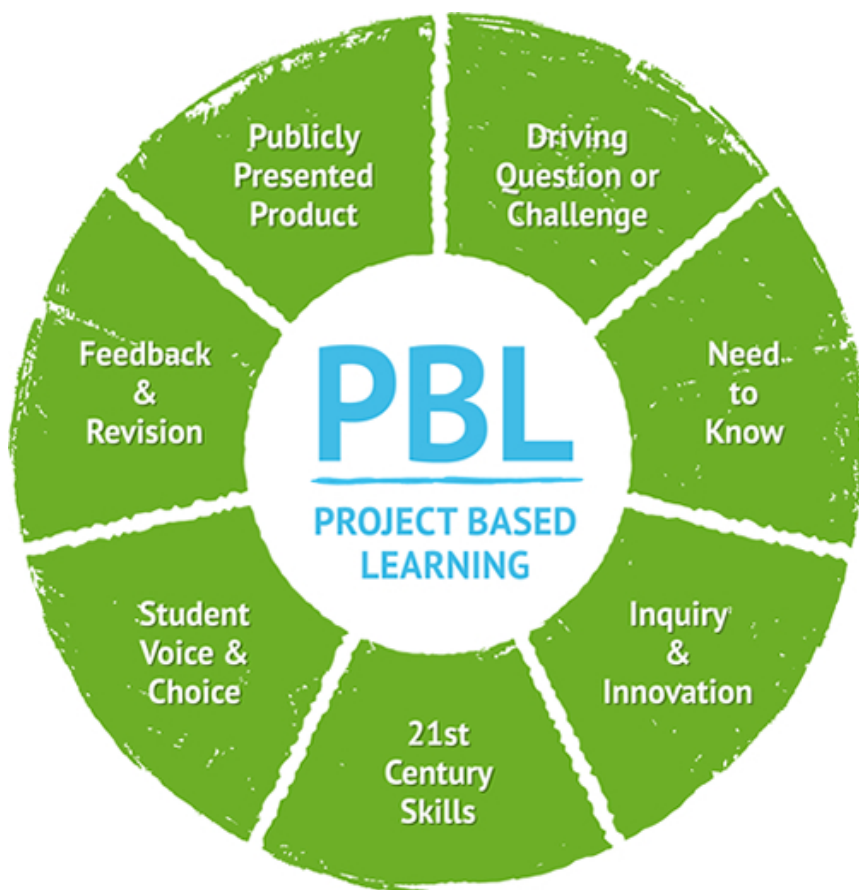 PBL
PROJECT BASED
LEARNING
Driving
Question or
Challenge
Need
to
Know
Inquiry
&
Innovation
21st
Century
Skills
Student
Voice &
Choice
Feedback
&
Revision
Publicly
Presented
Product